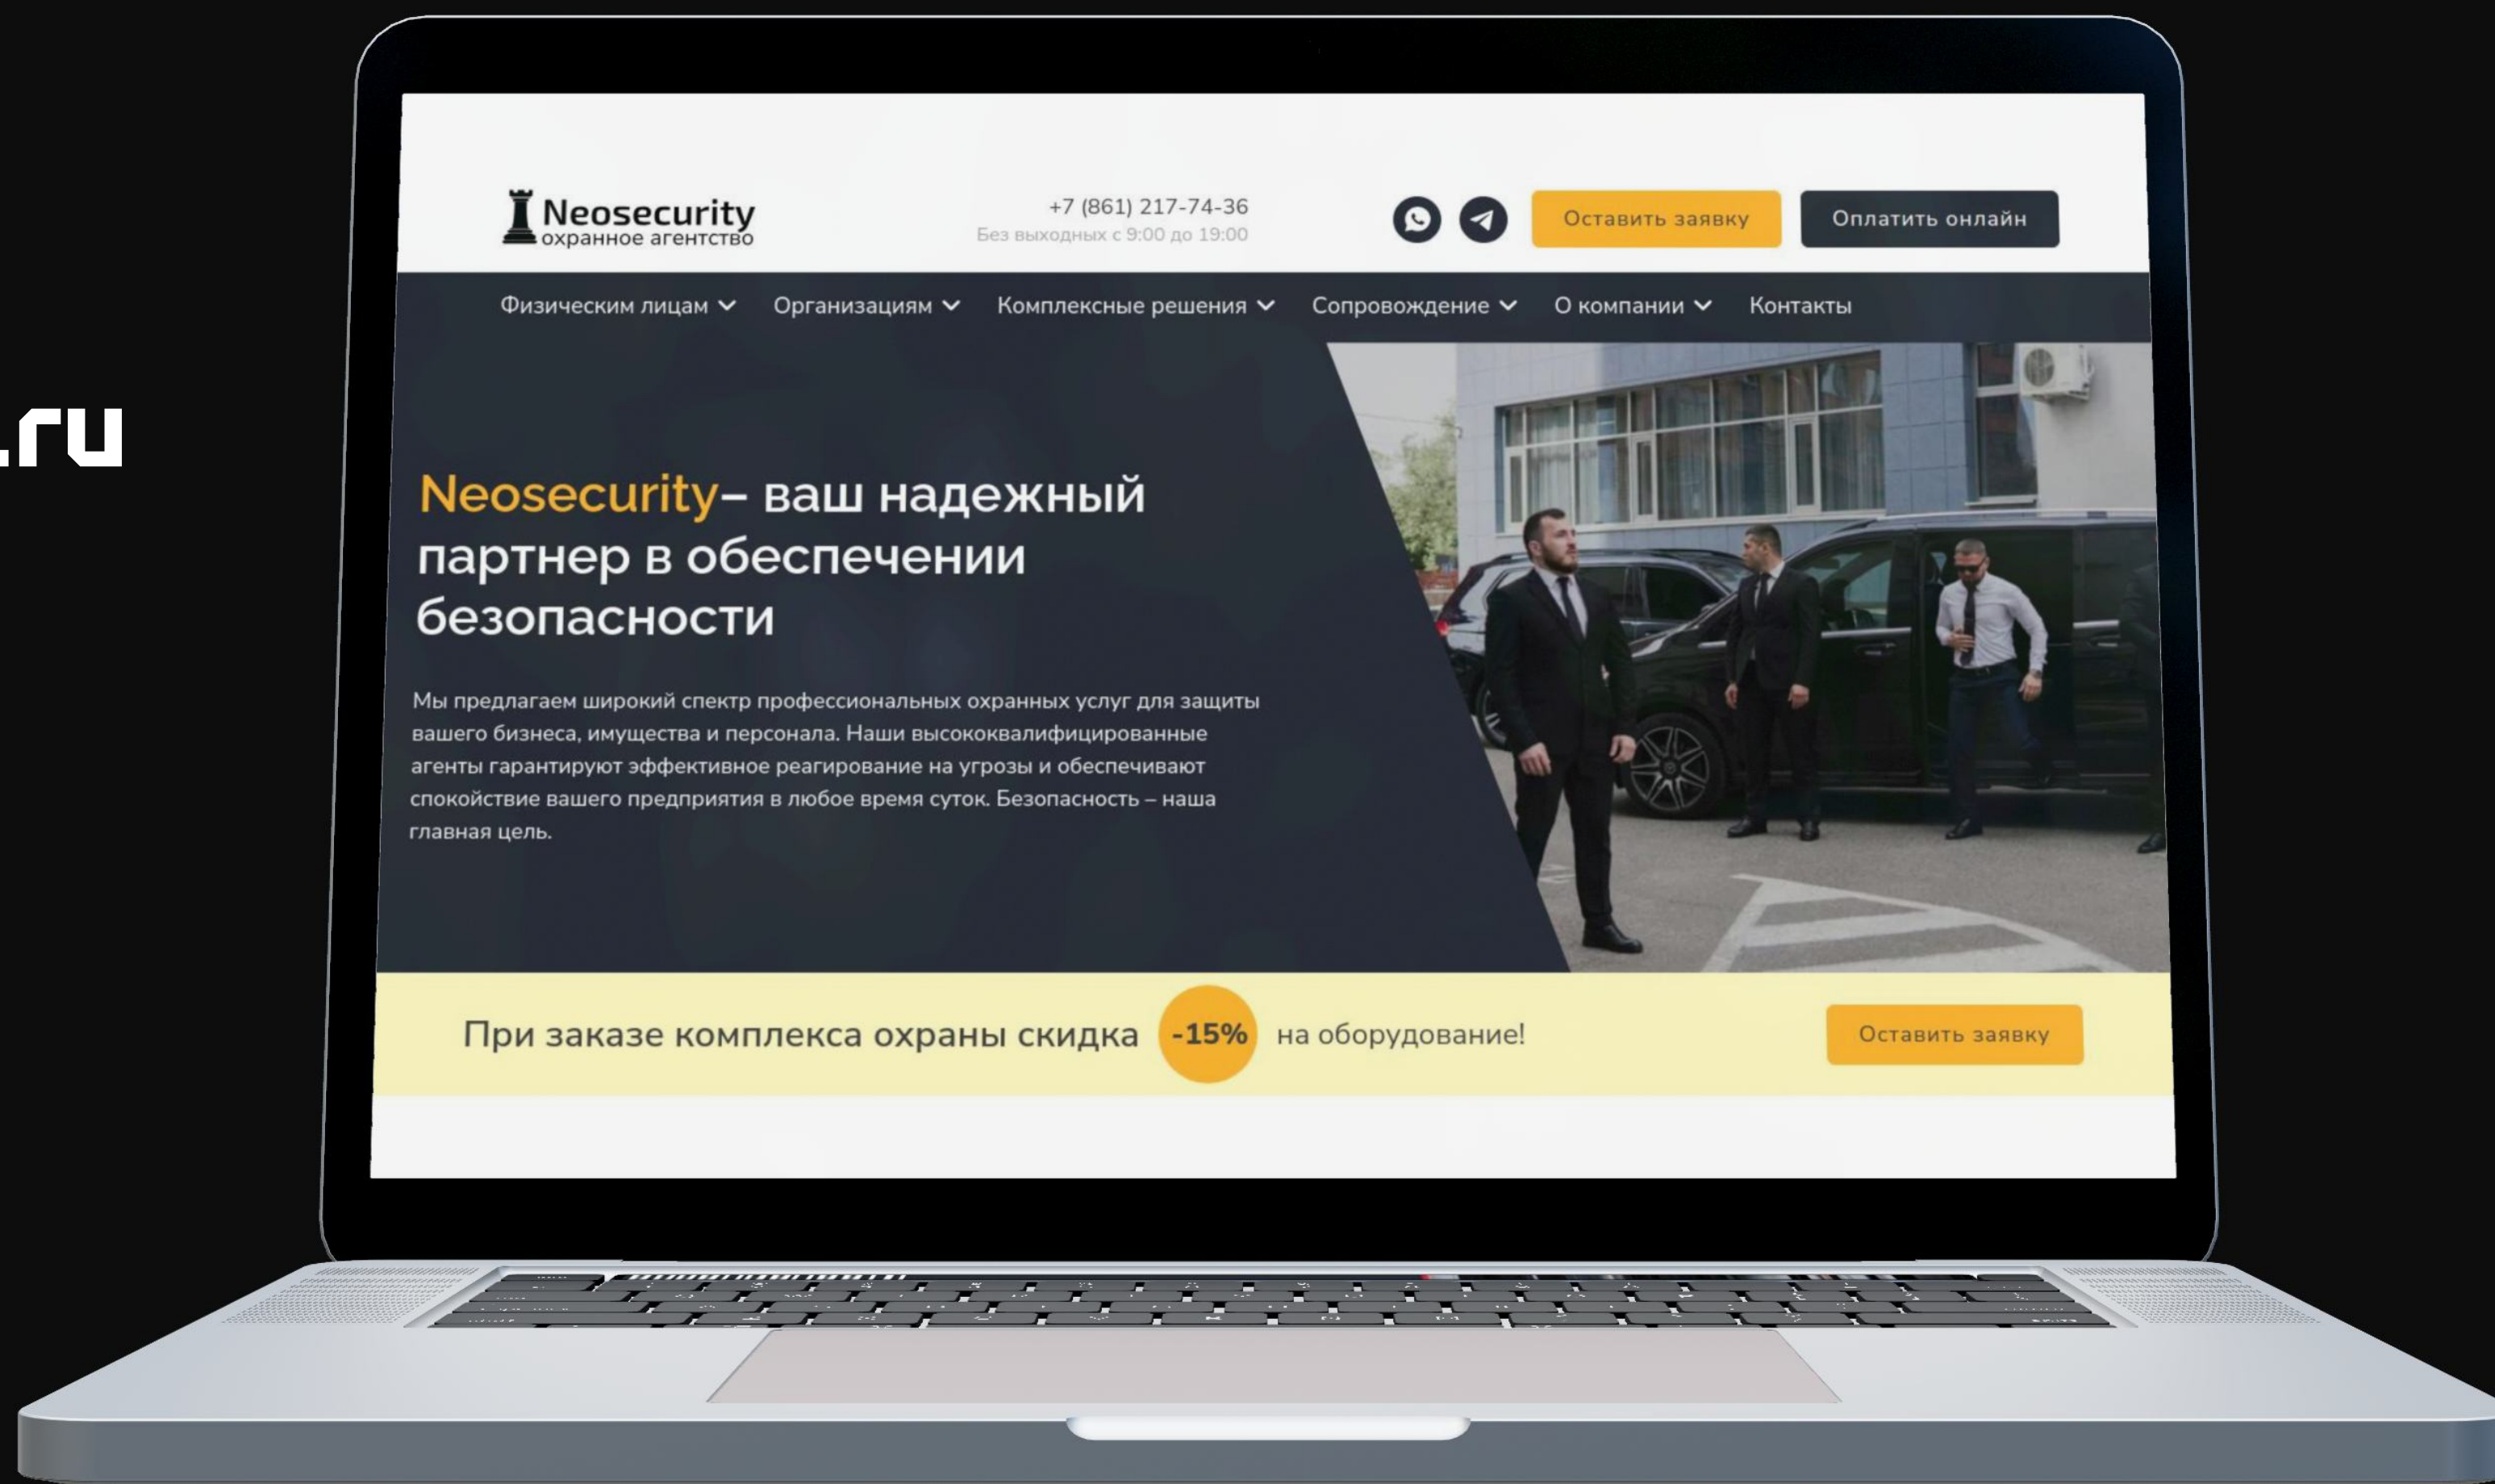 .ru
Neosecurity
охранное агентство
+7 (861) 217-74-36
Без выходных с 9:00 до 19:00
Оставить заявку
Оплатить онлайн
Физическим лицам
Организациям
Комплексные решения
Сопровождение
О компании
Контакты
Neosecurity– ваш надежный
партнер в обеспечении
безопасности
Мы предлагаем широкий спектр профессиональных охранных услуг для защиты
вашего бизнеса, имущества и персонала. Наши высококвалифицированные
агенты гарантируют эффективное реагирование на угрозы и обеспечивают
спокойствие вашего предприятия в любое время суток. Безопасность – наша
главная цель.
При заказе комплекса охраны скидка -15% на оборудование!
Оставить заявку